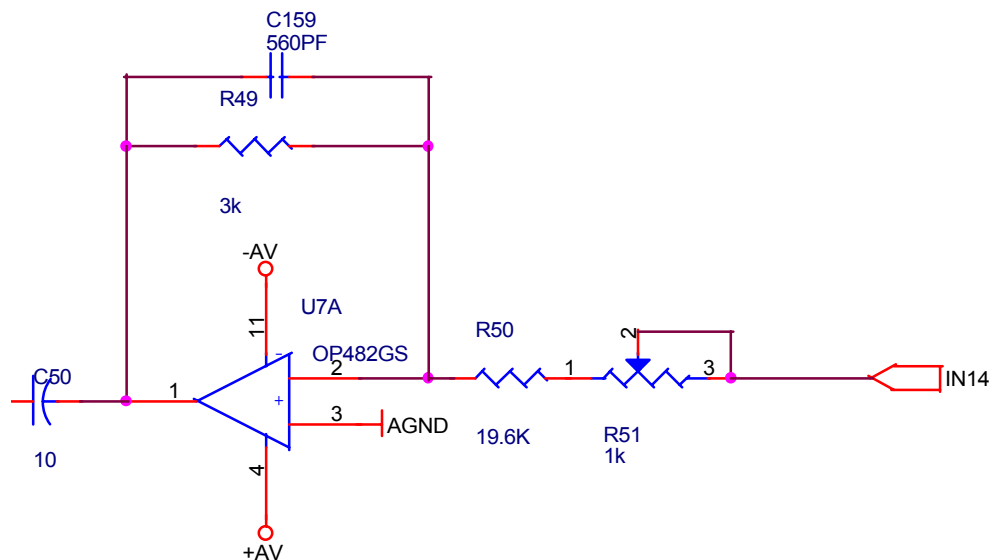 C159
560PF
R49
3k
-AV
11
U7A
OP482GS
-
+
2
3
1
4
AGND
+AV
C50
10
R50
19.6K
1
2
3
R51
1k
IN14